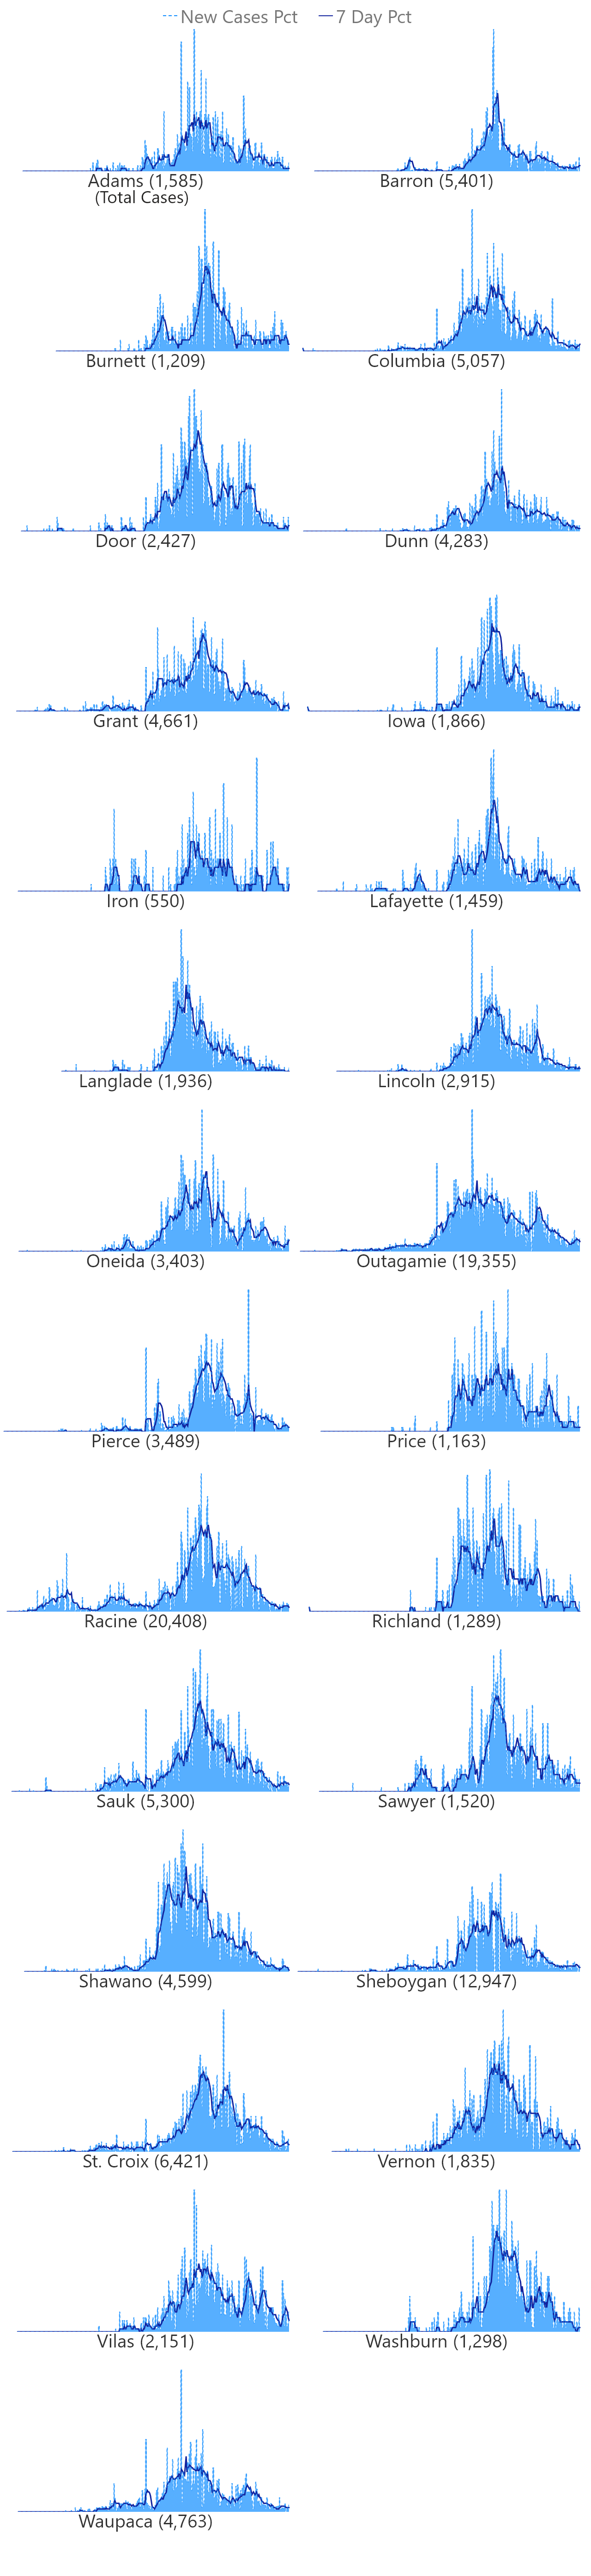 New Cases Pct 7 Day Pct
Adams (1,585) Barron (5,401)
(Total Cases)
Burnett (1,209) Columbia (5,057)
Door (2,427) Dunn (4,283)
Grant (4,661) Iowa (1,866)
Iron (550) Lafayette (1,459)
Langlade (1,936) Lincoln (2,915)
Oneida (3,403) Outagamie (19,355)
Pierce (3,489) Price (1,163)
Racine (20,408) Richland (1,289)
Sauk (5,300) Sawyer (1,520)
Shawano (4,599) Sheboygan (12,947)
St. Croix (6,421) Vernon (1,835)
Vilas (2,151) Washburn (1,298)
Waupaca (4,763)